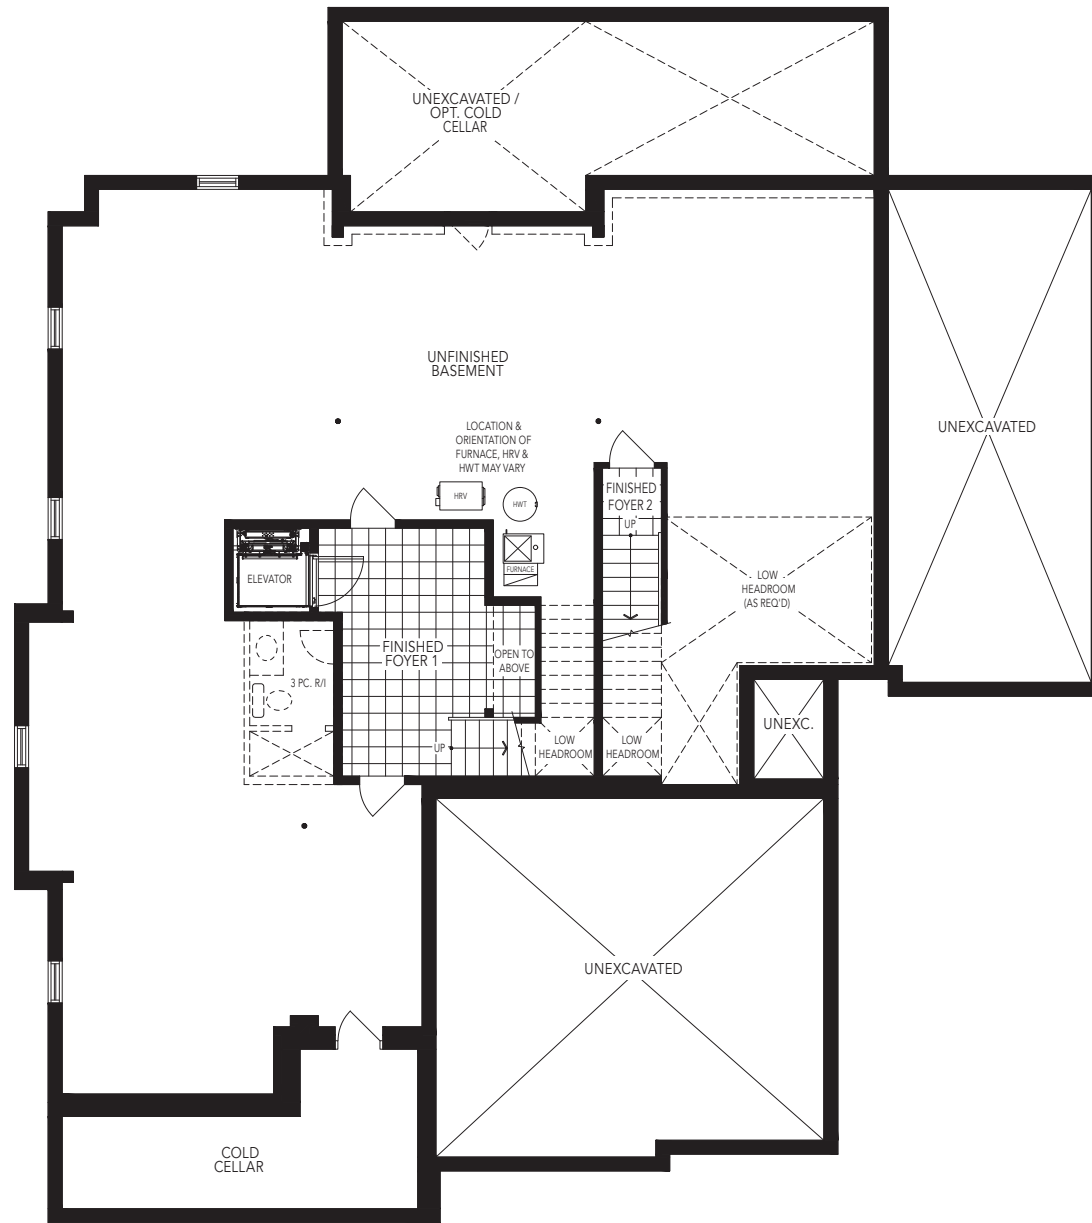 UNEXCAVATED /
OPT. COLD
CELLAR
UNFINISHED
BASEMENT
UNEXCAVATED
LOCATION &
ORIENTATION OF
FURNACE, HRV &
HWT MAY VARY
HRV
HWT
FINISHED
FOYER 2
UP
FURNACE
ELEVATOR
LOW
HEADROOM
(AS REQ'D)
FINISHED
FOYER 1
OPEN TO
ABOVE
3 PC. R/I
UNEXC.
UP
LOW
HEADROOM
LOW
HEADROOM
UNEXCAVATED
COLD
CELLAR